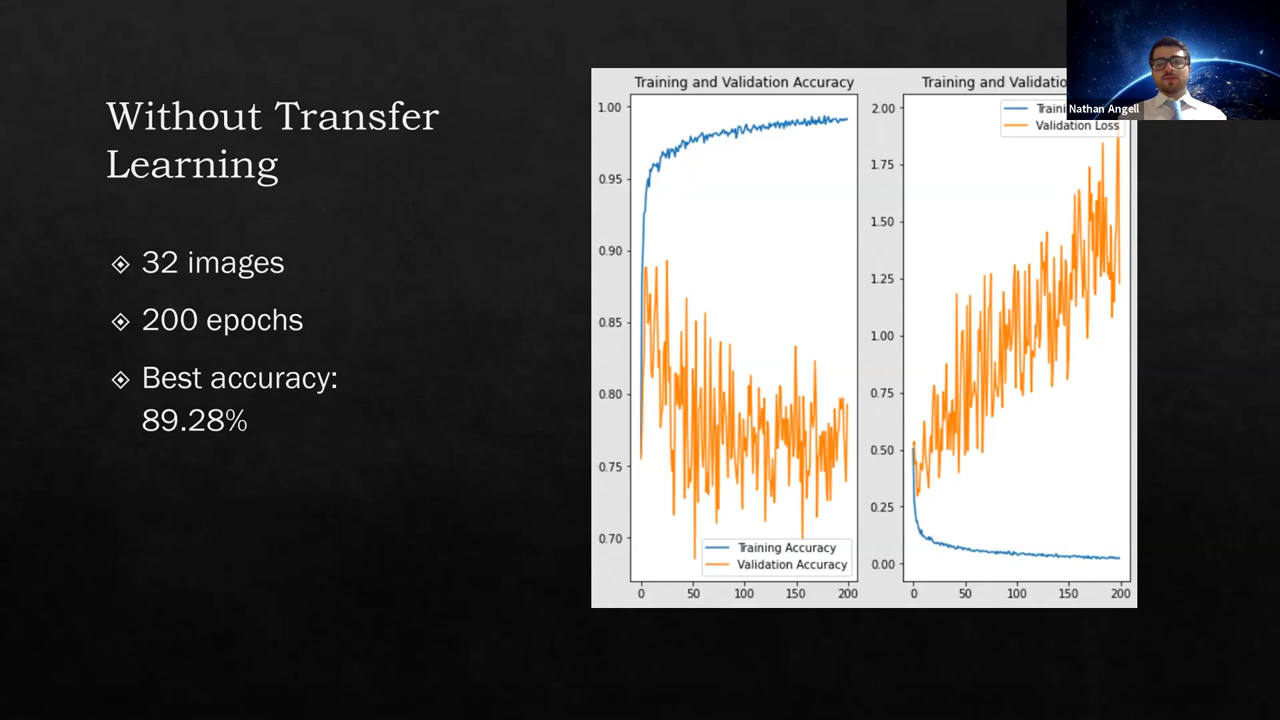 Without Transfer
Learning
32 images
200 epochs
Best accuracy:
89.28%
Training and Validation Accuracy
1.00
0.95
0.90
0.85
0.80
0.75
0.70
0
50
100
150
200
Training Accuracy
Validation Accuracy
Training and
2.00
1.75
1.50
1.25
1.00
0.75
0.50
0.25
0.00
0
50
100
150
200
Validation Loss
Nathan Angell